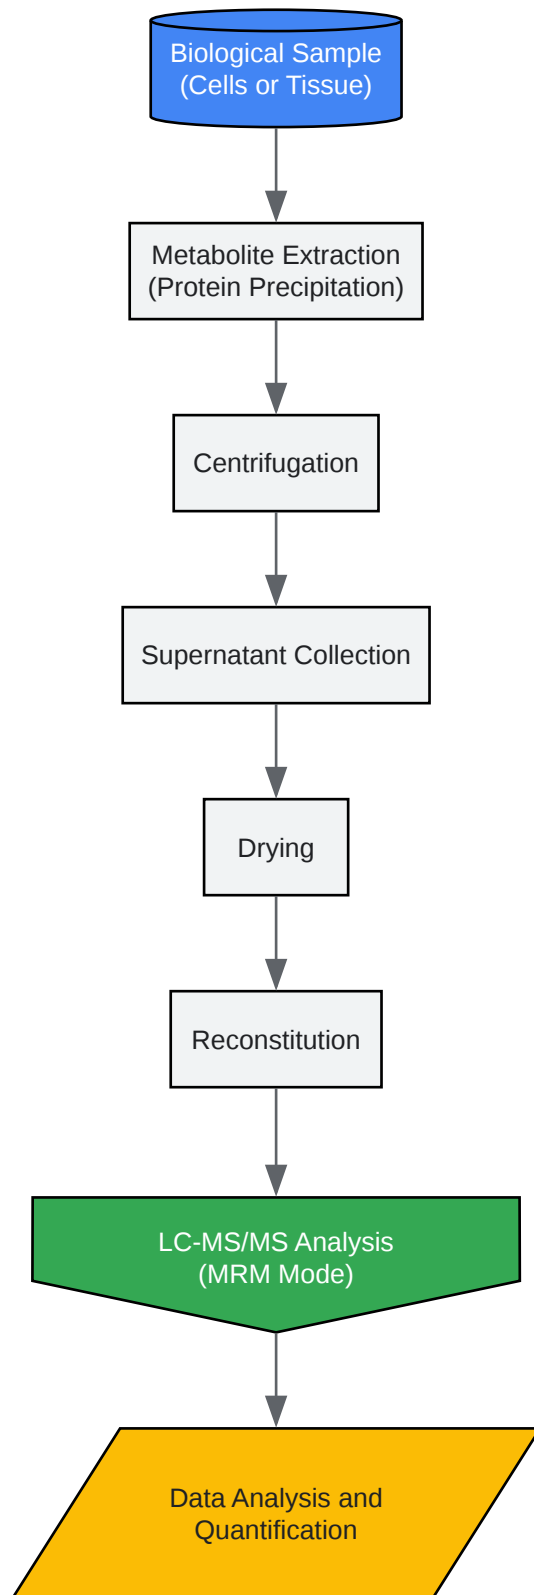 Biological Sample
(Cells or Tissue)
Metabolite Extraction
(Protein Precipitation)
Centrifugation
Supernatant Collection
Drying
Reconstitution
LC-MS/MS Analysis
(MRM Mode)
Data Analysis and
Quantification